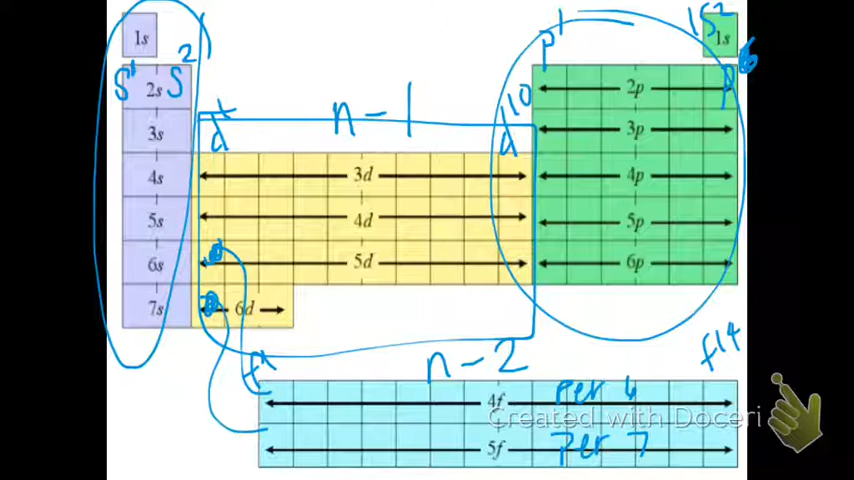 1s
1s²
1s
s¹ s²
2s
p¹
2p
p⁶
3s
d¹
n-1
d¹⁰
3p
4s
3d
4p
5s
4d
5p
6s
5d
6p
7s
6d
n-2
f¹
f14
4f
per 6
Created with Doceri
5f
per 7